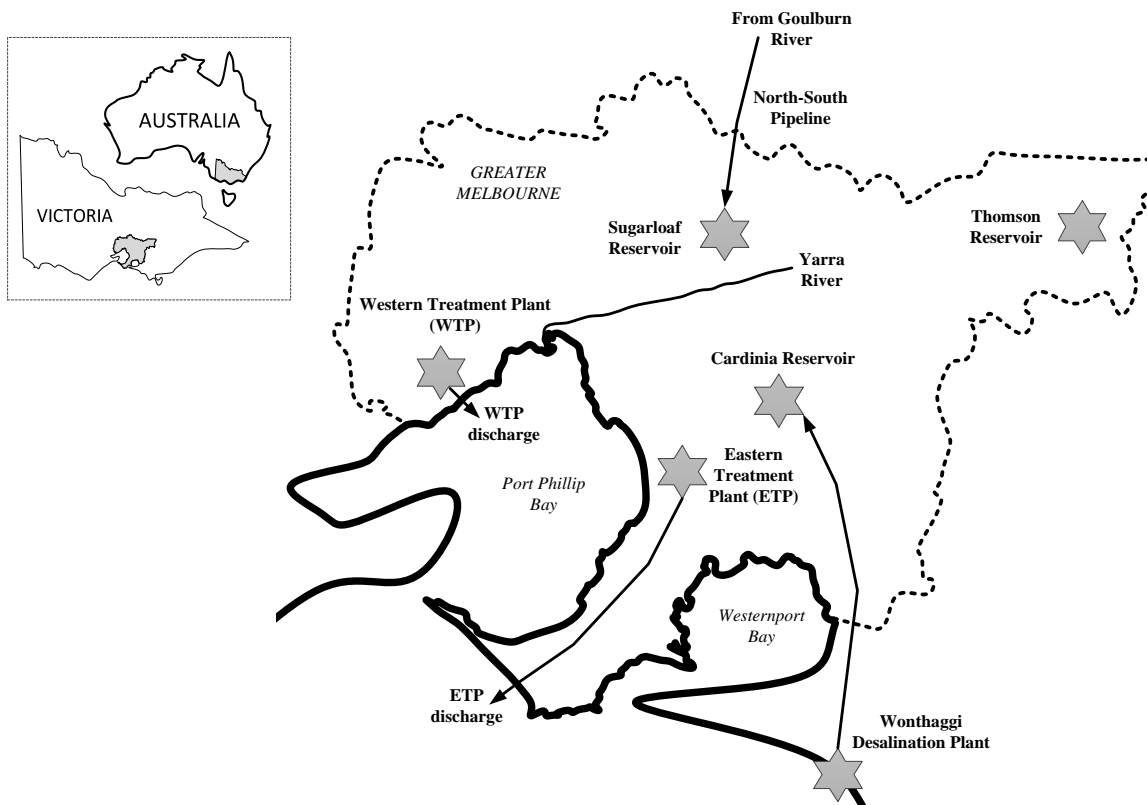 AUSTRALIA
VICTORIA
From Goulburn
River
North-South
Pipeline
GREATER
MELBOURNE
Sugarloaf
Reservoir
Thomson
Reservoir
Yarra
River
Western Treatment Plant
(WTP)
Cardinia Reservoir
WTP
discharge
Eastern
Treatment
Plant (ETP)
Port Phillip
Bay
Westernport
Bay
ETP
discharge
Wonthaggi
Desalination Plant